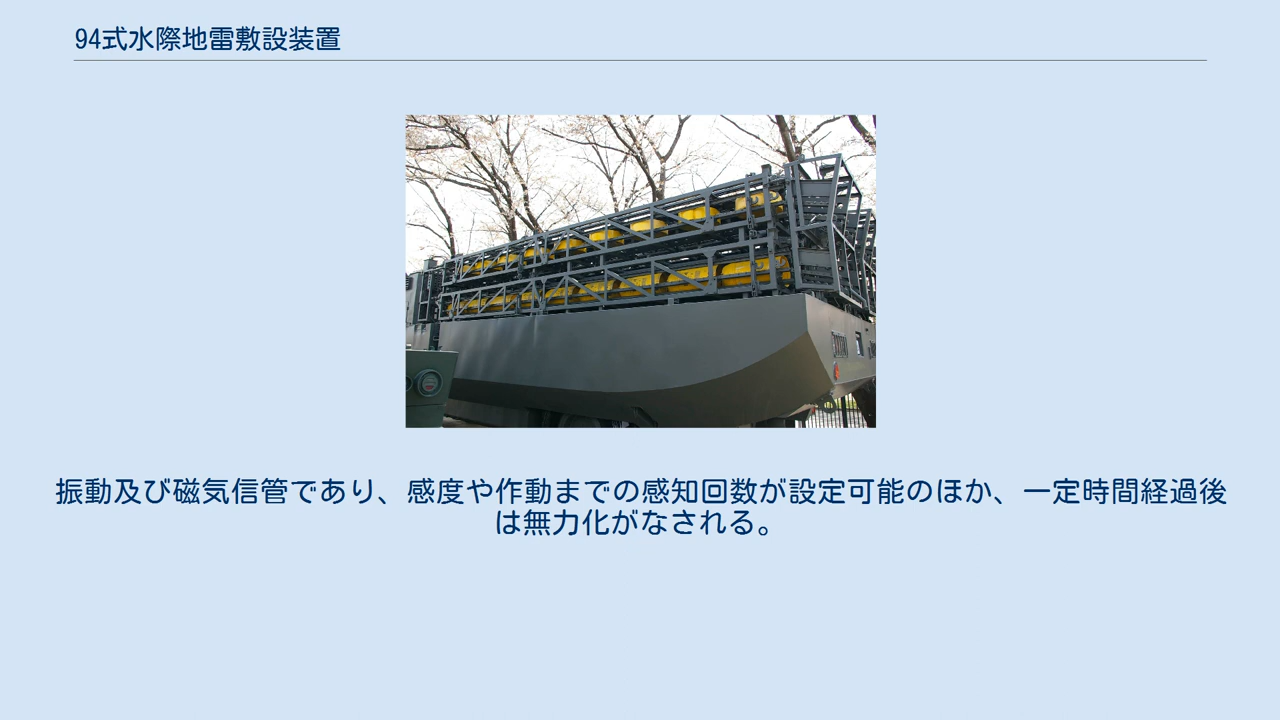 94式水際地雷敷設装置
振動及び磁気信管であり、感度や作動までの感知回数が設定可能のほか、一定時間経過後
は無力化がなされる。